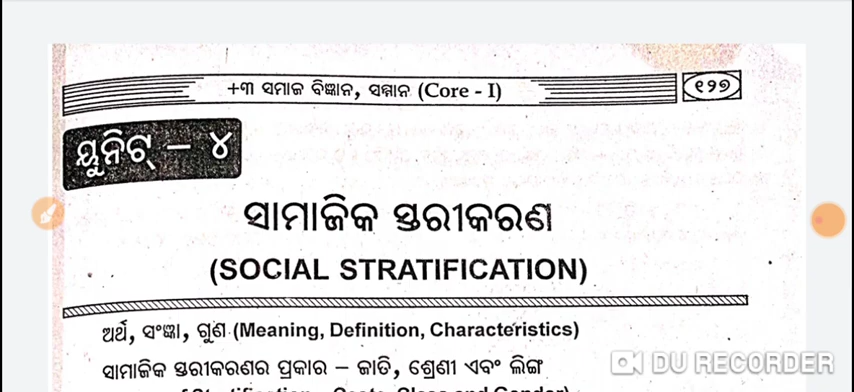 +୩ ସମାଜ ବିଜ୍ଞାନ, ସମ୍ମାନ (Core - I)
୧୨୭
ୟୁନିଟ୍ – ୪
ସାମାଜିକ ସ୍ତରୀକରଣ
(SOCIAL STRATIFICATION)
ଅର୍ଥ, ସଂଜ୍ଞା, ଗୁଣ (Meaning, Definition, Characteristics)
ସାମାଜିକ ସ୍ତରୀକରଣର ପ୍ରକାର – ଜାତି, ଶ୍ରେଣୀ ଏବଂ ଲିଙ୍ଗ
DU RECORDER